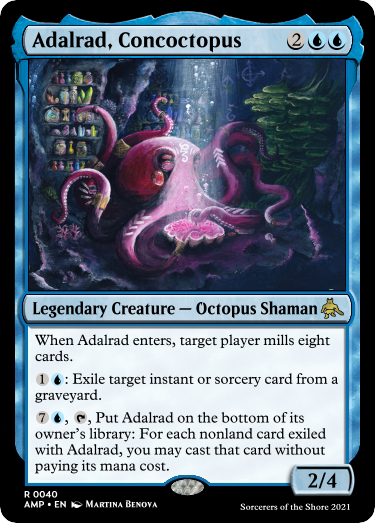 Adalrad, Concoctopus 2
Legendary Creature — Octopus Shaman
When Adalrad enters, target player mills eight
cards.
1 : Exile target instant or sorcery card from a
graveyard.
7 , , Put Adalrad on the bottom of its
owner's library: For each nonland card exiled
with Adalrad, you may cast that card without
paying its mana cost.
2/4
R 0040
AMP • EN Martina Benova
Sorcerers of the Shore 2021